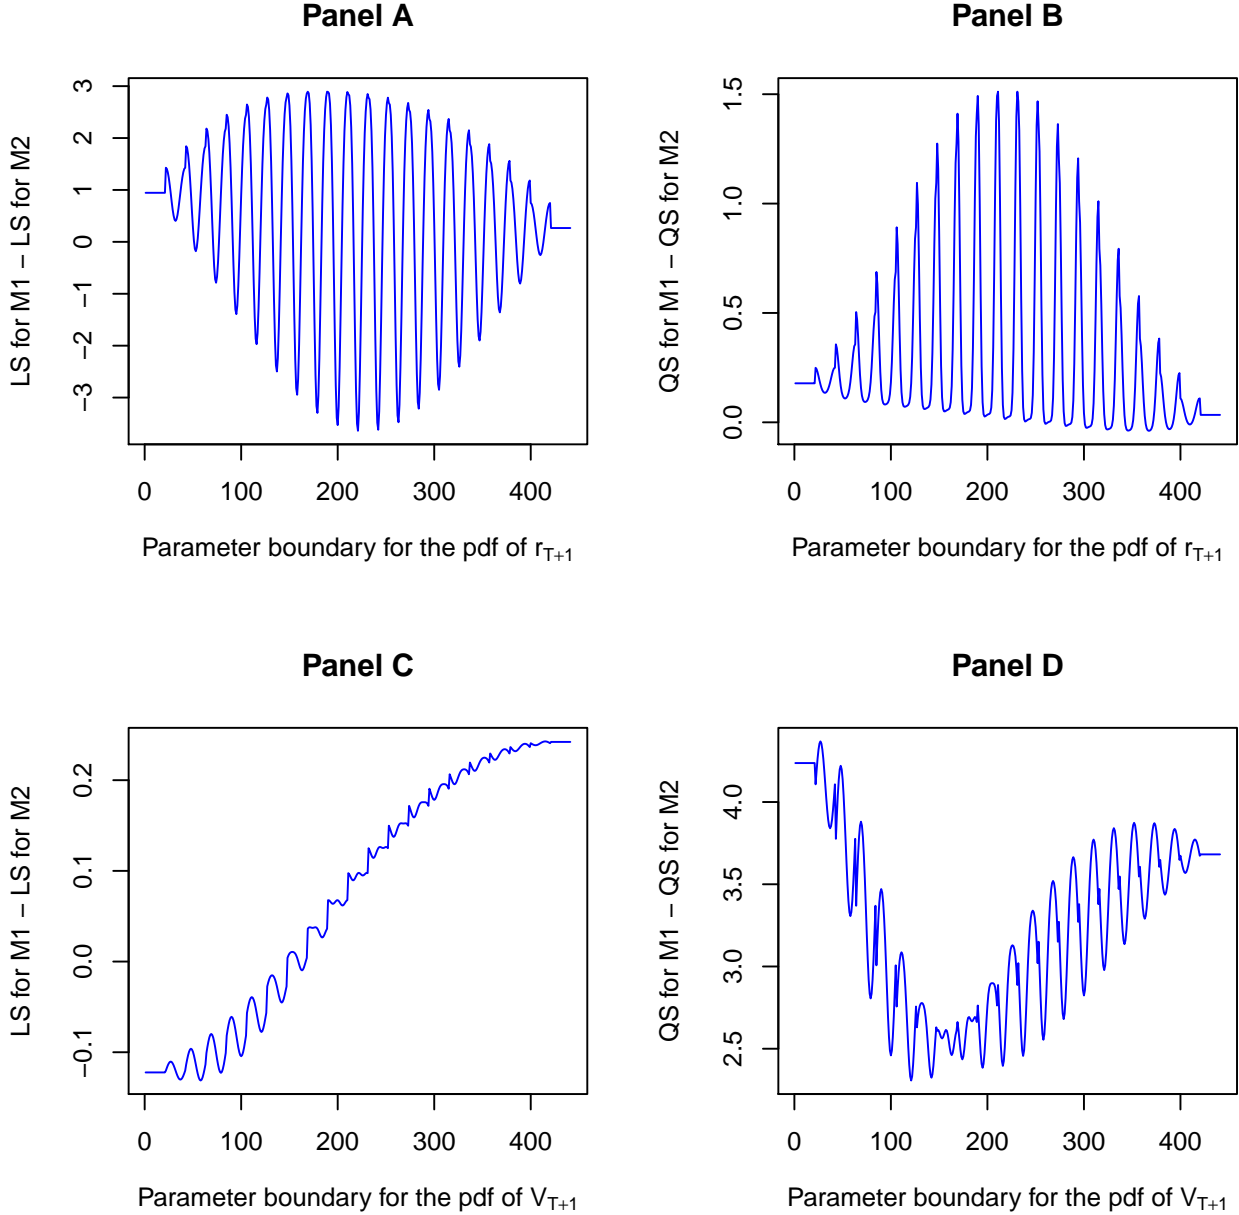 Panel A
LS for M1 − LS for M2
3
2
1
0
−1
−2
−3
0 100 200 300 400
Parameter boundary for the pdf of r_{T+1}
Panel B
QS for M1 − QS for M2
1.5
1.0
0.5
0.0
0 100 200 300 400
Parameter boundary for the pdf of r_{T+1}
Panel C
LS for M1 − LS for M2
0.2
0.1
0.0
−0.1
0 100 200 300 400
Parameter boundary for the pdf of V_{T+1}
Panel D
QS for M1 − QS for M2
4.0
3.5
3.0
2.5
0 100 200 300 400
Parameter boundary for the pdf of V_{T+1}